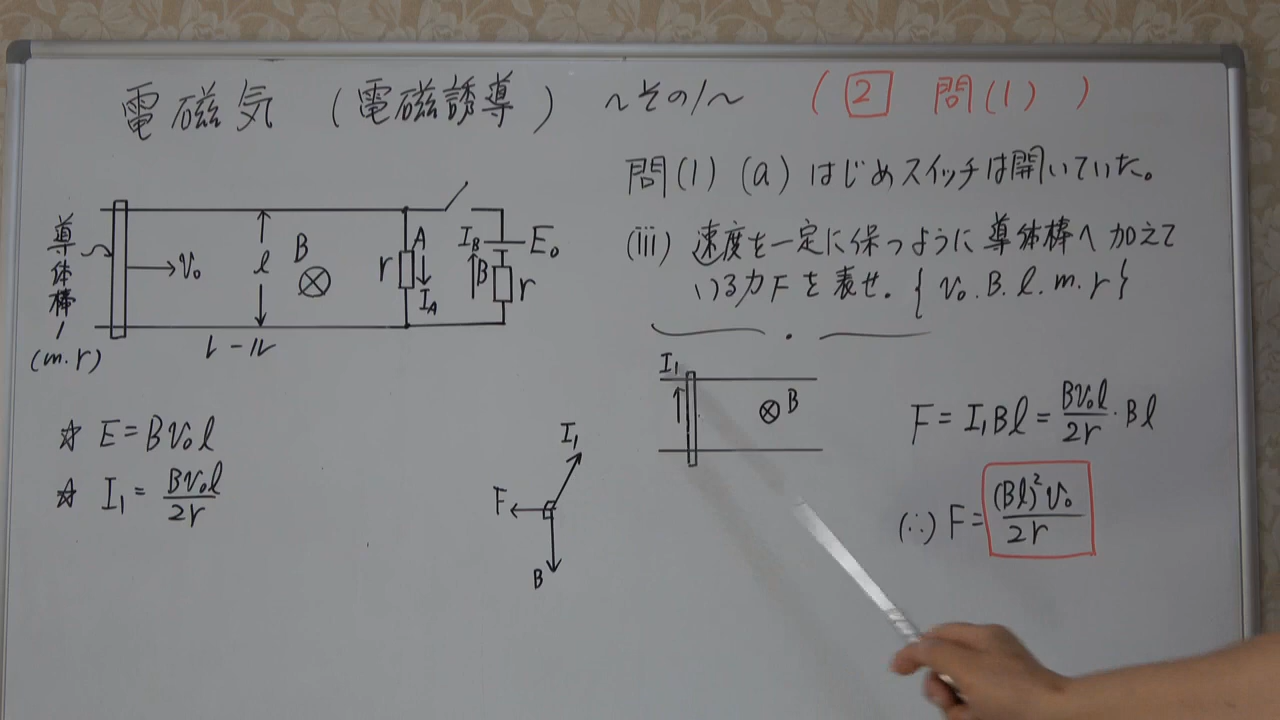 電磁気 (電磁誘導) ～その1～ (2 問(1))
問(1) (a) はじめスイッチは開いていた。
(iii) 速度を一定に保つように導体棒へ加えて
いる力Fを表せ. {v₀.B.l.m.r}
導体棒1
(m.r)
v₀
l
B
レール
r
A
I_A
I_B
B
E₀
r
☆ E=Bv₀l
☆ I₁=Bv₀l/2r
I₁
F
B
I₁
B
F=I₁Bl=Bv₀l/2r・Bl
(∴) F=(Bl)²v₀/2r